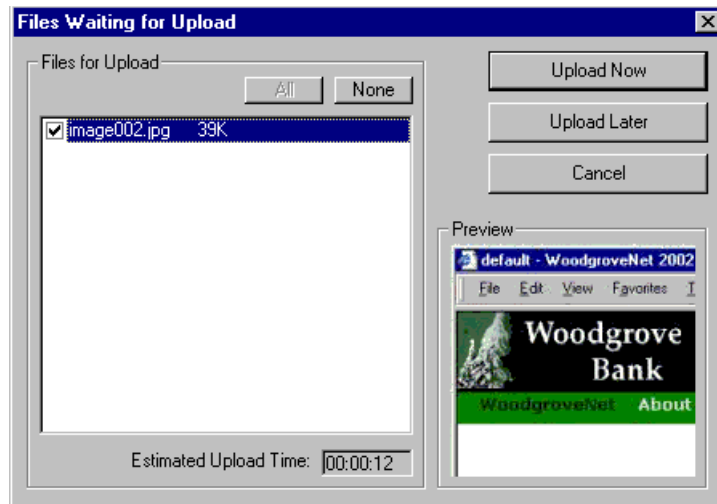 Files Waiting for Upload
Files for Upload
All
None
image002.jpg 39K
Estimated Upload Time: 00:00:12
Upload Now
Upload Later
Cancel
Preview
default - WoodgroveNet 2002
File Edit View Favorites T
Woodgrove
Bank
WoodgroveNet About